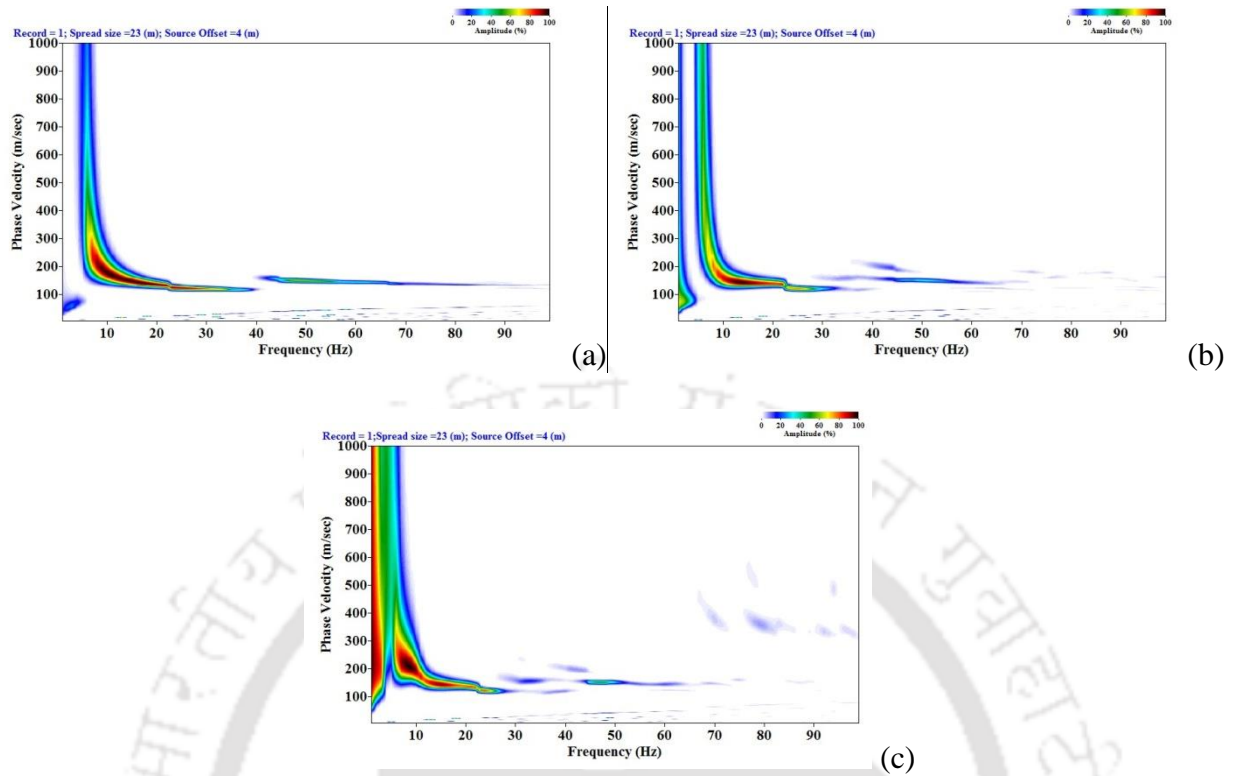 0 20 40 60 80 100
Amplitude (%)
Record = 1; Spread size =23 (m); Source Offset =4 (m)
1000
900
800
700
600
500
400
300
200
100
Phase Velocity (m/sec)
10 20 30 40 50 60 70 80 90
Frequency (Hz)
(a)
0 20 40 60 80 100
Amplitude (%)
Record = 1; Spread size =23 (m); Source Offset =4 (m)
1000
900
800
700
600
500
400
300
200
100
Phase Velocity (m/sec)
10 20 30 40 50 60 70 80 90
Frequency (Hz)
(b)
0 20 40 60 80 100
Amplitude (%)
Record = 1;Spread size =23 (m); Source Offset =4 (m)
1000
900
800
700
600
500
400
300
200
100
Phase Velocity (m/sec)
10 20 30 40 50 60 70 80 90
Frequency (Hz)
(c)